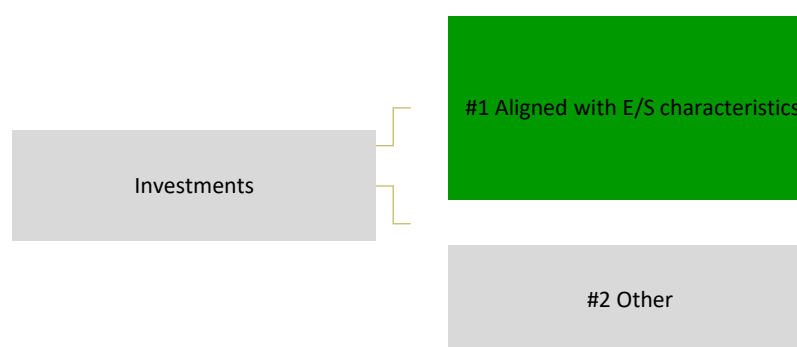 #1 Aligned with E/S characteristics
Investments
#2 Other